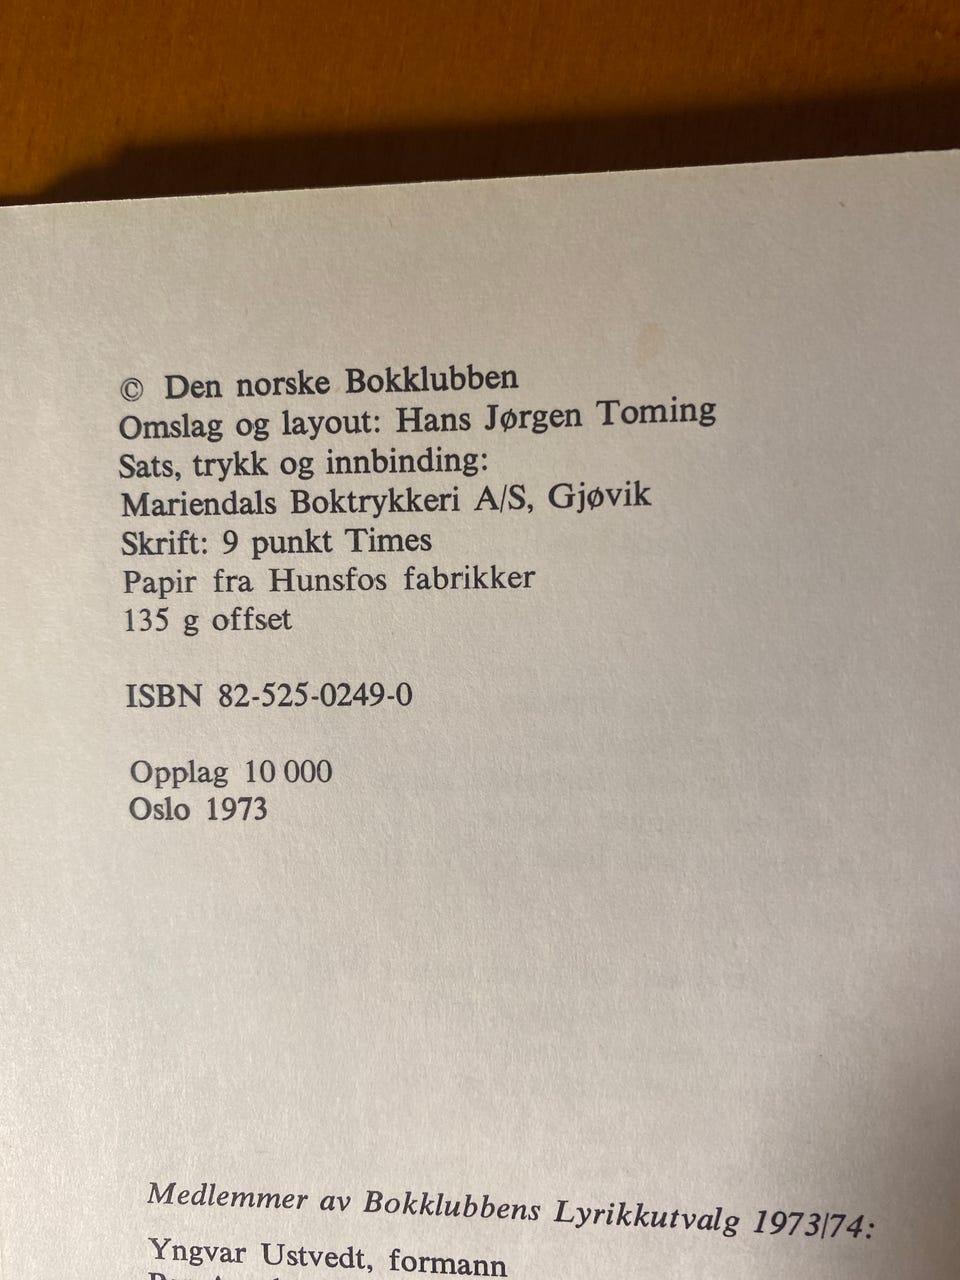 © Den norske Bokklubben
Omslag og layout: Hans Jørgen Toming
Sats, trykk og innbinding:
Mariendals Boktrykkeri A/S, Gjøvik
Skrift: 9 punkt Times
Papir fra Hunsfos fabrikker
135 g offset
ISBN 82-525-0249-0
Opplag 10 000
Oslo 1973
Medlemmer av Bokklubbens Lyrikkutvalg 1973/74:
Yngvar Ustvedt, formann